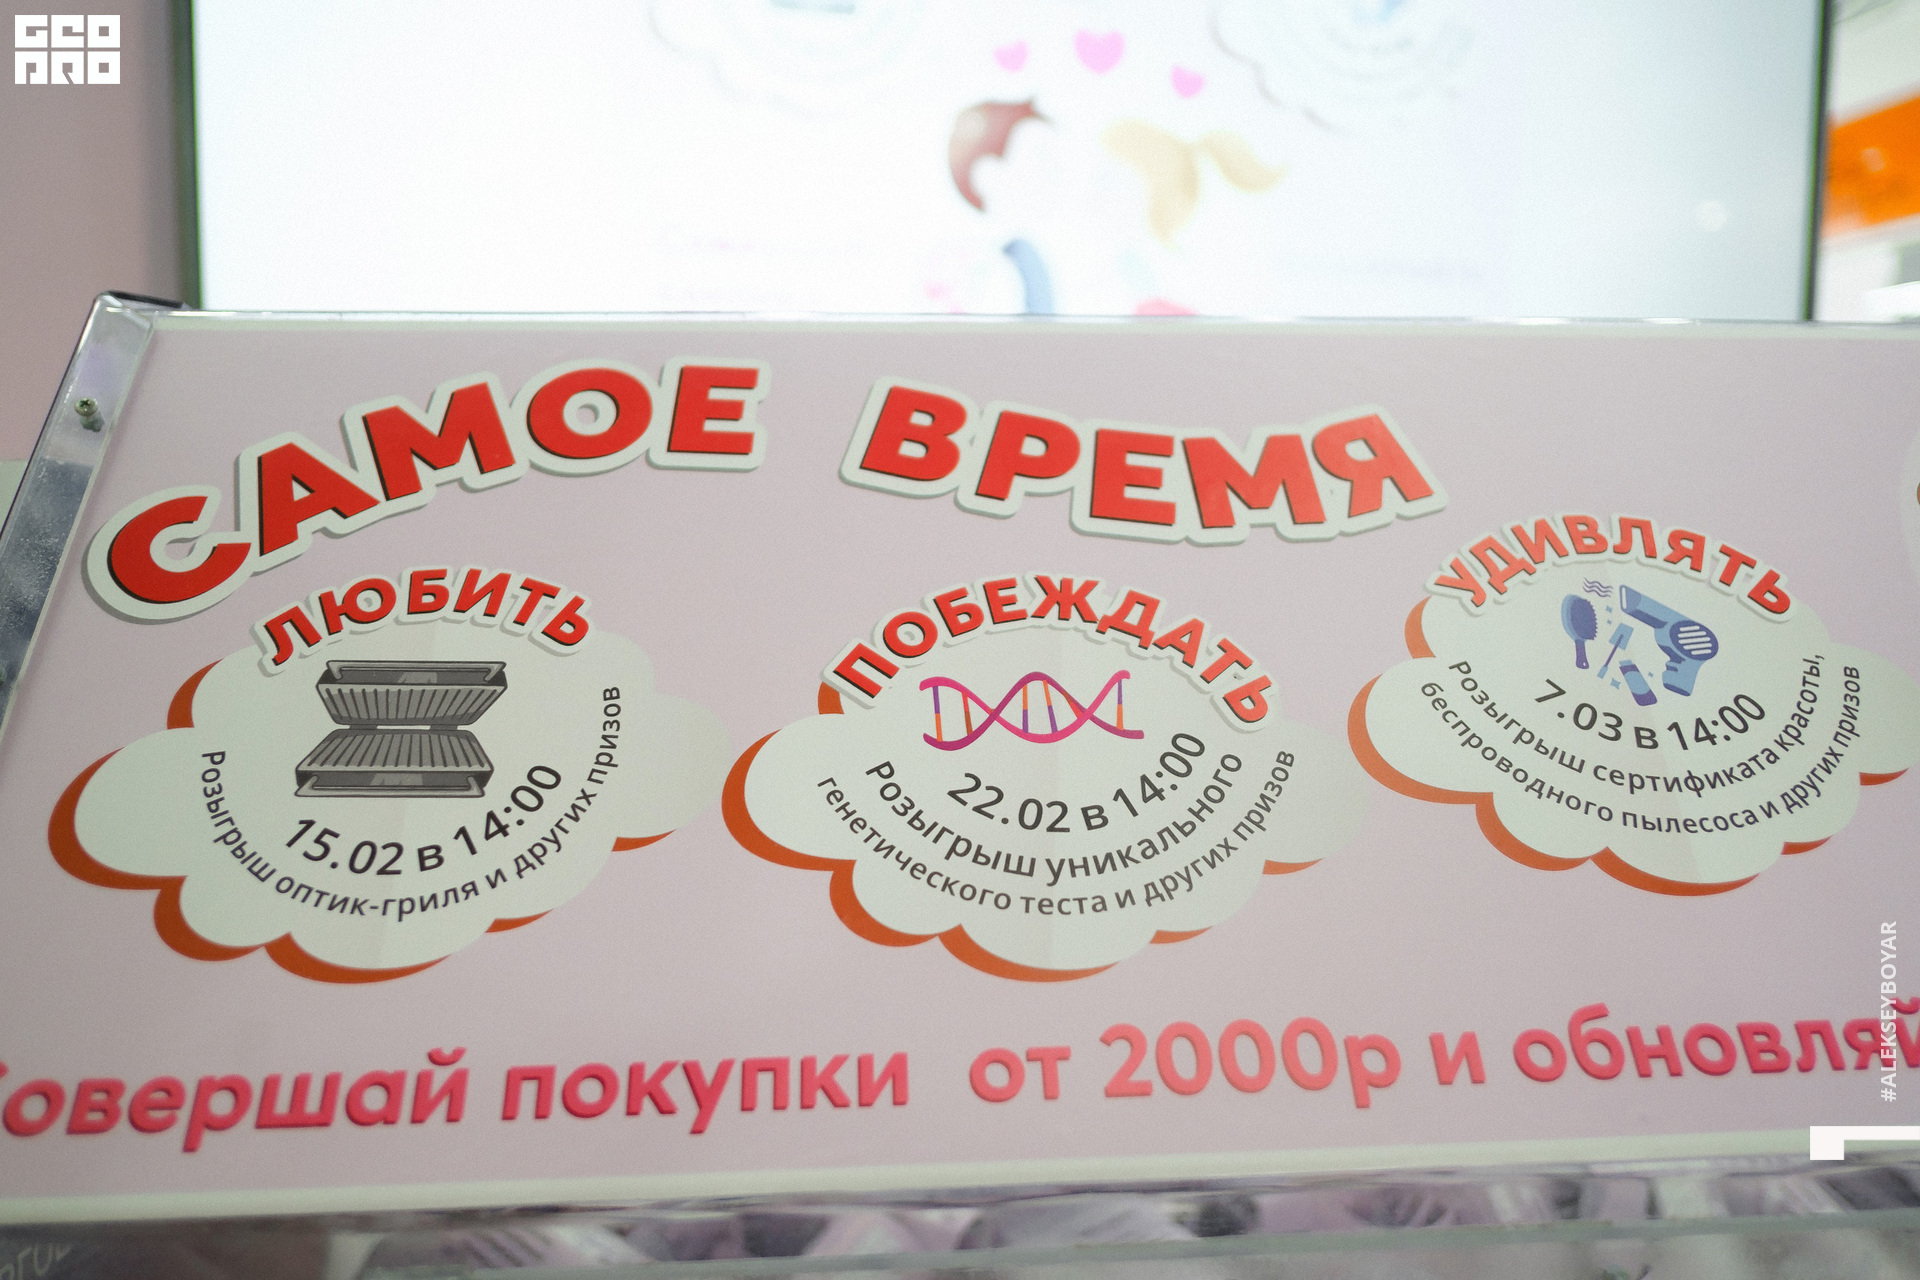 GEO
PRO
САМОЕ ВРЕМЯ
ЛЮБИТЬ
15.02 в 14:00
Розыгрыш оптик-гриля и других призов
ПОБЕЖДАТЬ
22.02 в 14:00
Розыгрыш уникального
генетического теста и других призов
УДИВЛЯТЬ
7.03 в 14:00
Розыгрыш сертификата красоты,
беспроводного пылесоса и других призов
Совершай покупки от 2000р и обновляй
#ALEKSEYBOYAR